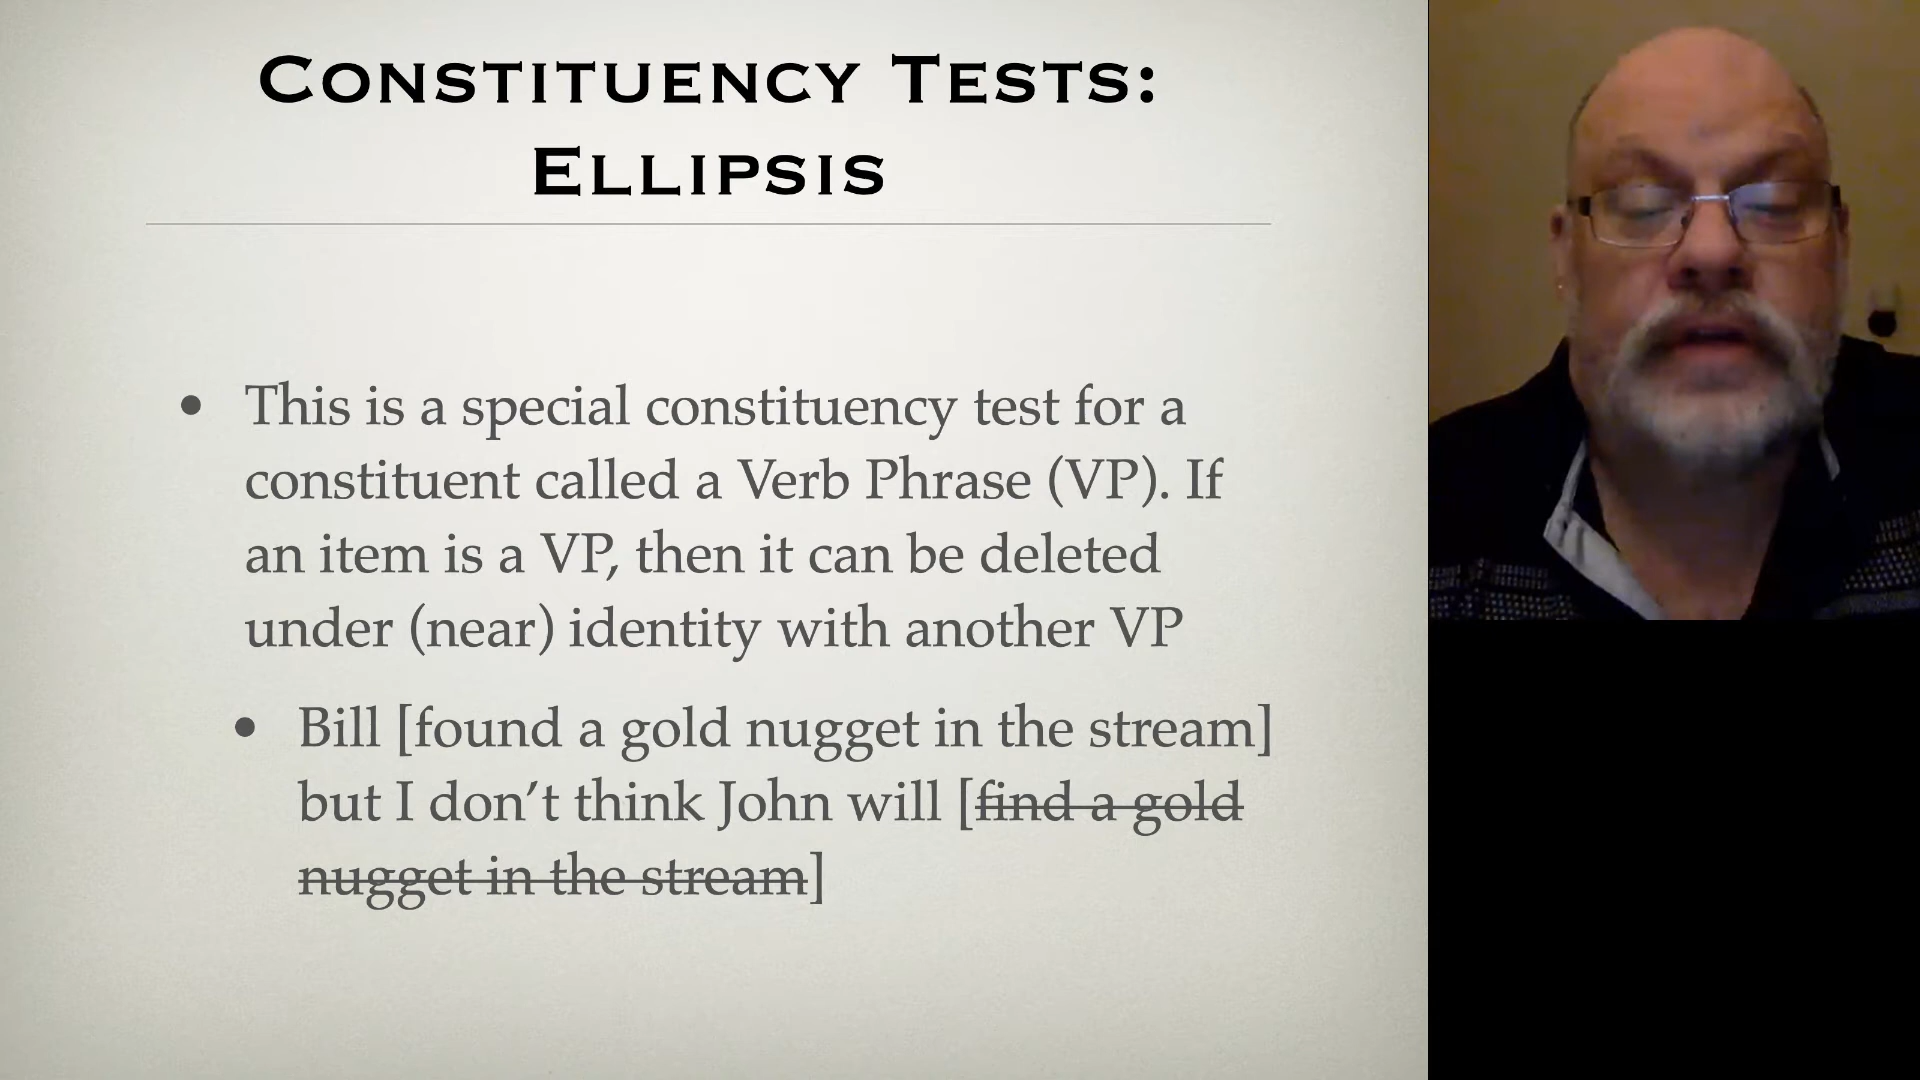 Constituency Tests:
Ellipsis
• This is a special constituency test for a
constituent called a Verb Phrase (VP). If
an item is a VP, then it can be deleted
under (near) identity with another VP
• Bill [found a gold nugget in the stream]
but I don’t think John will [find a gold
nugget in the stream]